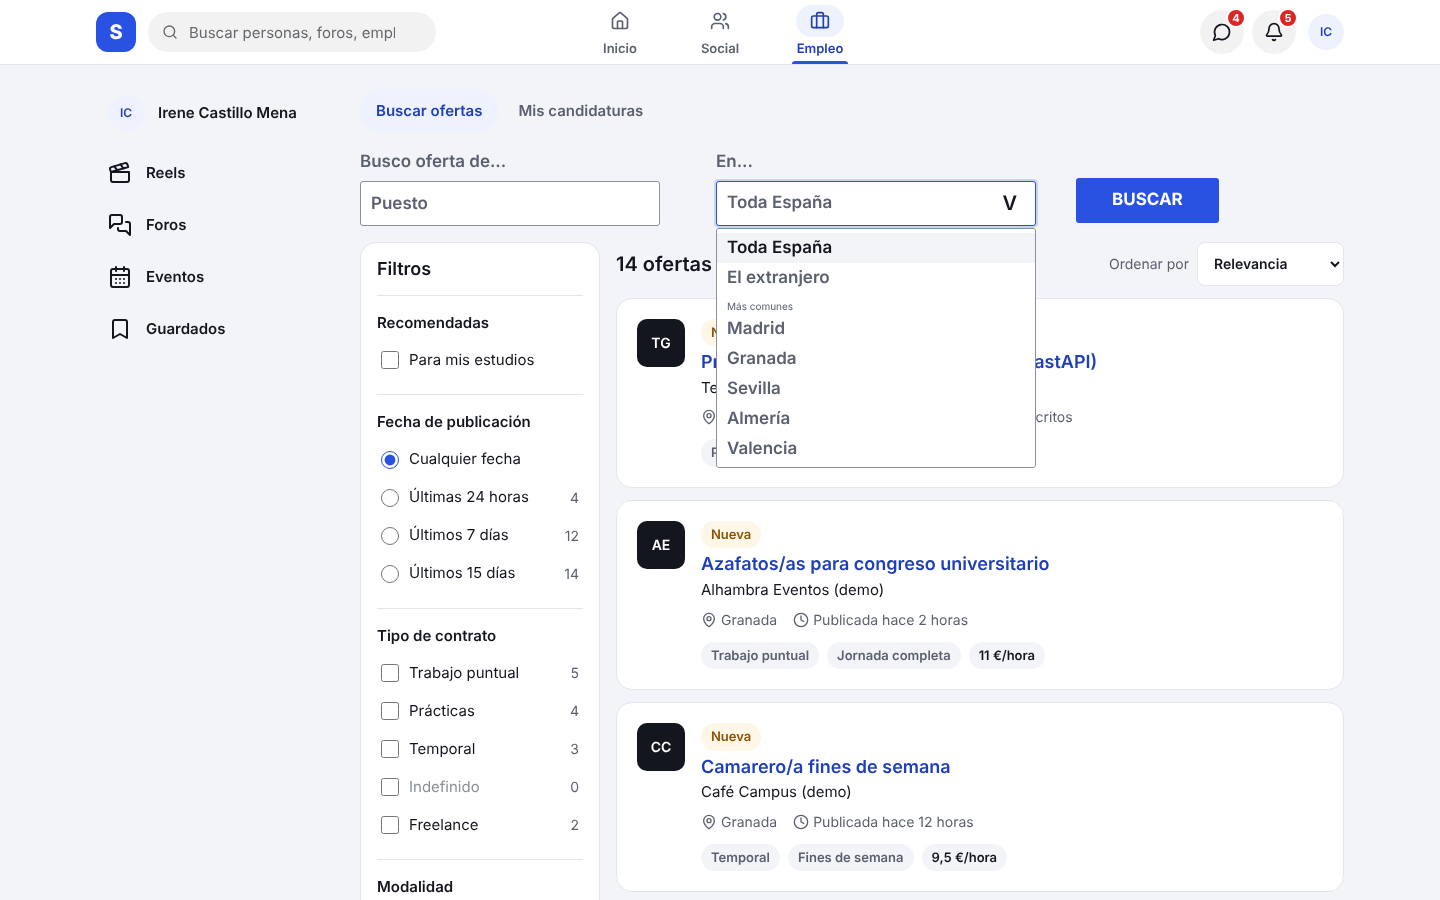 S
Buscar personas, foros, empl
Inicio
Social
Empleo
4
5
IC
IC
Irene Castillo Mena
Reels
Foros
Eventos
Guardados
Buscar ofertas
Mis candidaturas
Busco oferta de...
En...
Puesto
Toda España
V
BUSCAR
Toda España
El extranjero
Más comunes
Madrid
Granada
Sevilla
Almería
Valencia
Filtros
Recomendadas
Para mis estudios
Fecha de publicación
Cualquier fecha
Últimas 24 horas 4
Últimos 7 días 12
Últimos 15 días 14
Tipo de contrato
Trabajo puntual 5
Prácticas 4
Temporal 3
Indefinido 0
Freelance 2
Modalidad
14 ofertas
Ordenar por
Relevancia
TG
AE
Nueva
Azafatos/as para congreso universitario
Alhambra Eventos (demo)
Granada
Publicada hace 2 horas
Trabajo puntual
Jornada completa
11 €/hora
CC
Nueva
Camarero/a fines de semana
Café Campus (demo)
Granada
Publicada hace 12 horas
Temporal
Fines de semana
9,5 €/hora